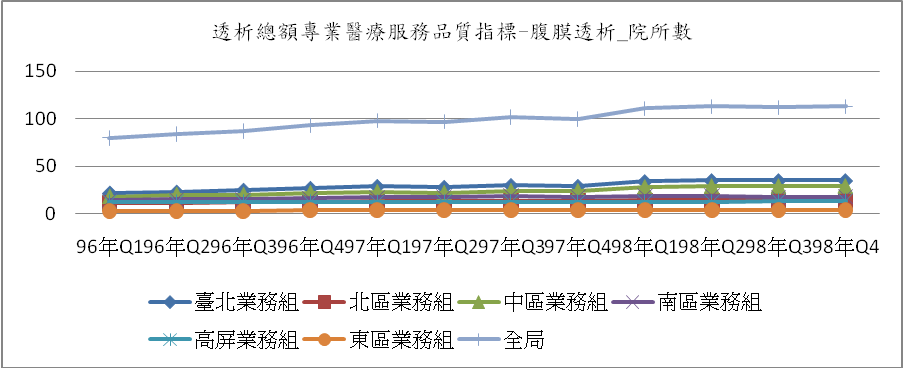 透析總額專業醫療服務品質指標-腹膜透析_院所數
150
100
50
0
96年Q1 96年Q2 96年Q3 96年Q4 97年Q1 97年Q2 97年Q3 97年Q4 98年Q1 98年Q2 98年Q3 98年Q4
臺北業務組 北區業務組 中區業務組 南區業務組
高屏業務組 東區業務組 全局